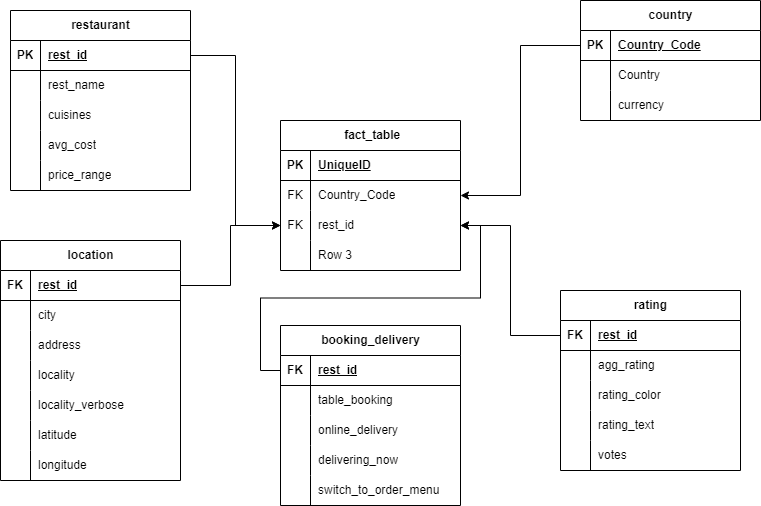 restaurant
PK rest_id
rest_name
cuisines
avg_cost
price_range
country
PK Country_Code
Country
currency
fact_table
PK UniqueID
FK Country_Code
FK rest_id
Row 3
location
FK rest_id
city
address
locality
locality_verbose
latitude
longitude
booking_delivery
FK rest_id
table_booking
online_delivery
delivering_now
switch_to_order_menu
rating
FK rest_id
agg_rating
rating_color
rating_text
votes